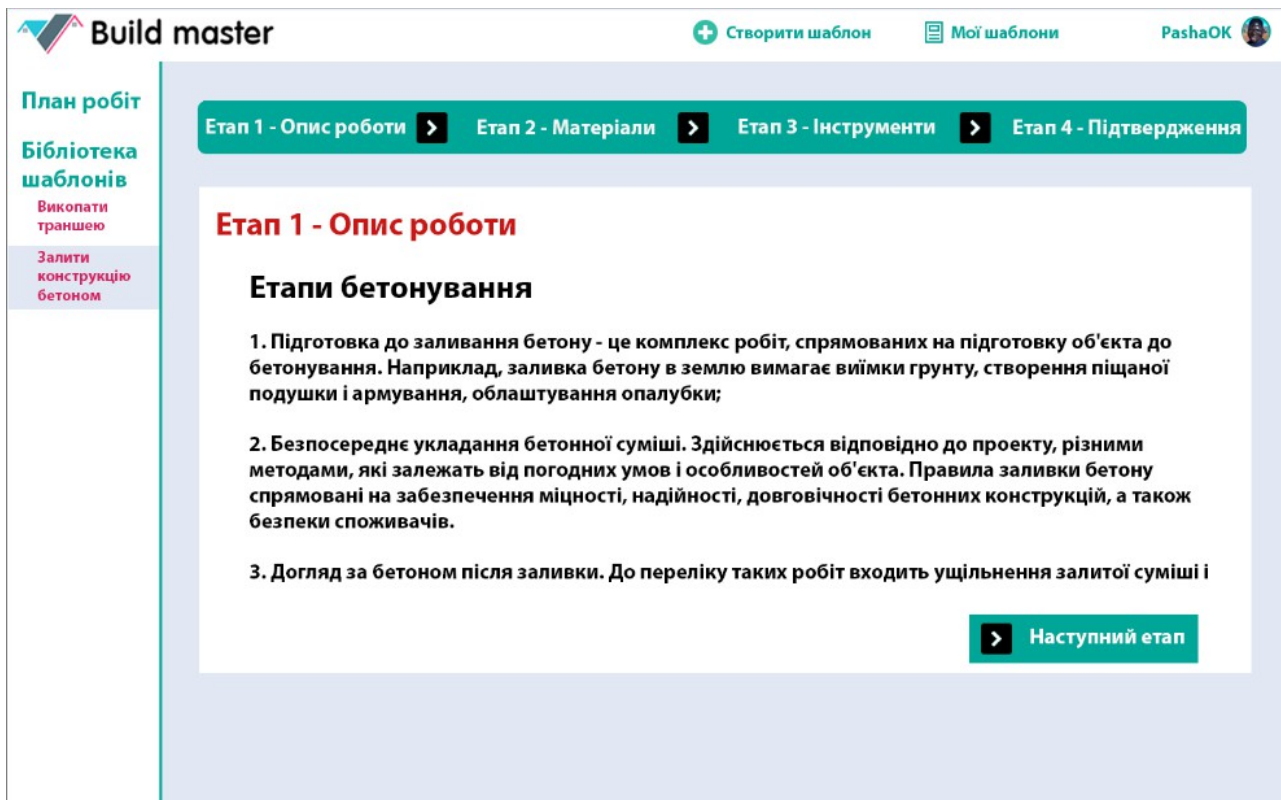 Build master
Створити шаблон
Мої шаблони
PashaOK
План робіт
Бібліотека
шаблонів
Викопати
траншею
Залити
конструкцію
бетоном
Етап 1 - Опис роботи
Етап 2 - Матеріали
Етап 3 - Інструменти
Етап 4 - Підтвердження
Етап 1 - Опис роботи
Етапи бетонування
1. Підготовка до заливання бетону - це комплекс робіт, спрямованих на підготовку об'єкта до
бетонування. Наприклад, заливка бетону в землю вимагає виїмки грунту, створення піщаної
подушки і армування, облаштування опалубки;
2. Безпосереднє укладання бетонної суміші. Здійснюється відповідно до проекту, різними
методами, які залежать від погодних умов і особливостей об'єкта. Правила заливки бетону
спрямовані на забезпечення міцності, надійності, довговічності бетонних конструкцій, а також
безпеки споживачів.
3. Догляд за бетоном після заливки. До переліку таких робіт входить ущільнення залитої суміші і
Наступний етап